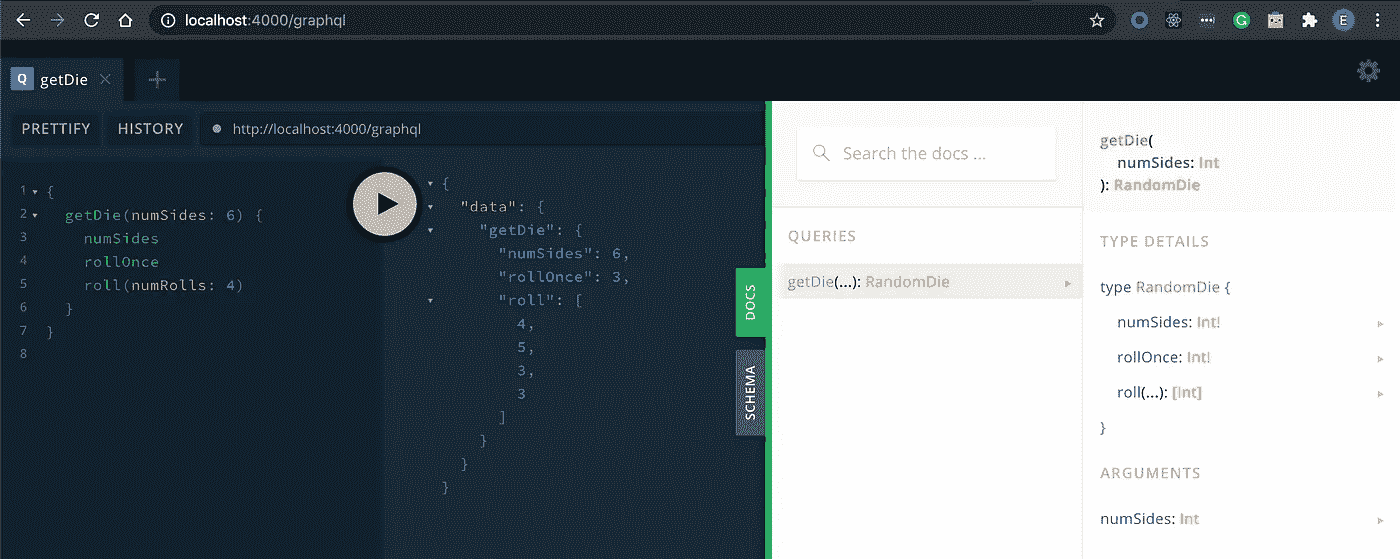 localhost:4000/graphql
G
E
Q getDie
PRETTIFY HISTORY http://localhost:4000/graphql
1 {
2 getDie(numSides: 6) {
3 numSides
4 rollOnce
5 roll(numRolls: 4)
6 }
7 }
8
{
"data": {
"getDie": {
"numSides": 6,
"rollOnce": 3,
"roll": [
4,
5,
3,
3
]
}
}
}
DOCS
SCHEMA
Search the docs ...
QUERIES
getDie(...): RandomDie
getDie(
numSides: Int
): RandomDie
TYPE DETAILS
type RandomDie {
numSides: Int!
rollOnce: Int!
roll(...): [Int]
}
ARGUMENTS
numSides: Int